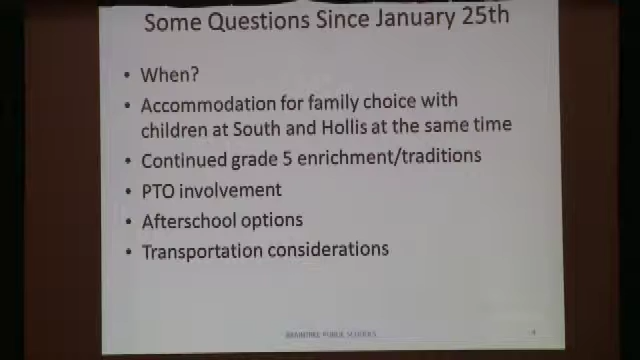 Some Questions Since January 25th
• When?
• Accommodation for family choice with
children at South and Hollis at the same time
• Continued grade 5 enrichment/traditions
• PTO involvement
• Afterschool options
• Transportation considerations
BRAINTREE PUBLIC SCHOOLS
4